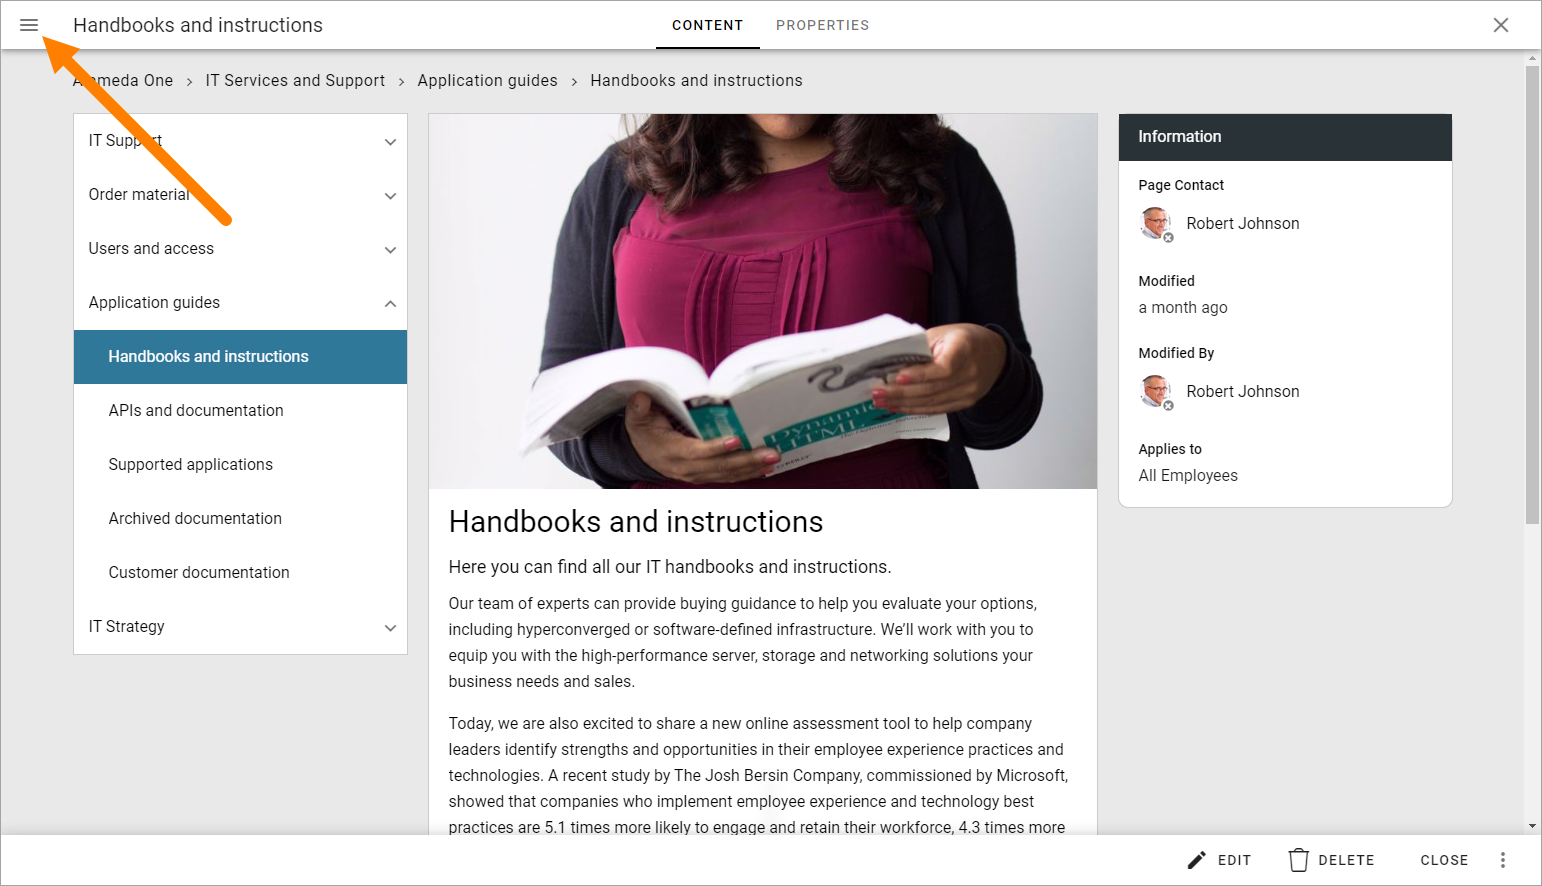 Handbooks and instructions
CONTENT
PROPERTIES
Alameda One > IT Services and Support > Application guides > Handbooks and instructions
IT Support
Order material
Users and access
Application guides
Handbooks and instructions
APIs and documentation
Supported applications
Archived documentation
Customer documentation
IT Strategy
Dynamic
HTML
O'REILLY
Handbooks and instructions
Here you can find all our IT handbooks and instructions.
Our team of experts can provide buying guidance to help you evaluate your options,
including hyperconverged or software-defined infrastructure. We’ll work with you to
equip you with the high-performance server, storage and networking solutions your
business needs and sales.
Today, we are also excited to share a new online assessment tool to help company
leaders identify strengths and opportunities in their employee experience practices and
technologies. A recent study by The Josh Bersin Company, commissioned by Microsoft,
showed that companies who implement employee experience and technology best
practices are 5.1 times more likely to engage and retain their workforce, 4.3 times more
Information
Page Contact
Robert Johnson
Modified
a month ago
Modified By
Robert Johnson
Applies to
All Employees
EDIT
DELETE
CLOSE